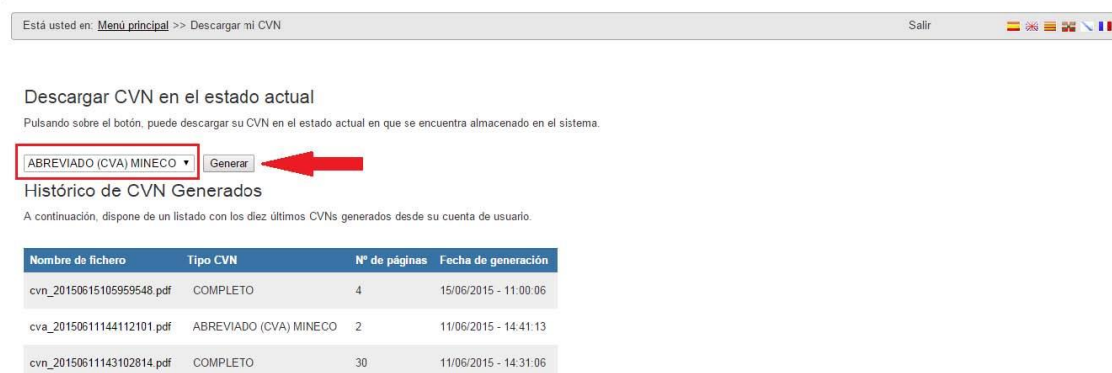 Está usted en: Menú principal >> Descargar mi CVN Salir
Descargar CVN en el estado actual
Pulsando sobre el botón, puede descargar su CVN en el estado actual en que se encuentra almacenado en el sistema.
ABREVIADO (CVA) MINECO Generar
Histórico de CVN Generados
A continuación, dispone de un listado con los diez últimos CVNs generados desde su cuenta de usuario.
Nombre de fichero Tipo CVN Nº de páginas Fecha de generación
cvn_20150615105959548.pdf COMPLETO 4 15/06/2015 - 11:00:06
cva_20150611144112101.pdf ABREVIADO (CVA) MINECO 2 11/06/2015 - 14:41:13
cvn_20150611143102814.pdf COMPLETO 30 11/06/2015 - 14:31:06